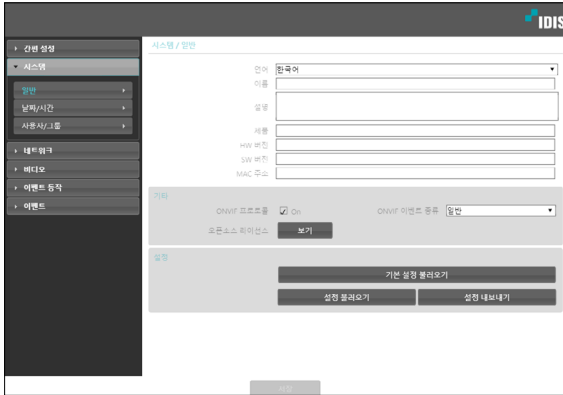 IDIS
간편 설정
시스템
일반
날짜/시간
사용자/그룹
네트워크
비디오
이벤트 동작
이벤트
시스템 / 일반
언어 한국어
이름
설명
제품
HW 버전
SW 버전
MAC 주소
기타
ONVIF 프로토콜 On ONVIF 이벤트 종류 일반
오픈소스 라이선스 보기
설정
기본 설정 불러오기
설정 불러오기 설정 내보내기
저장